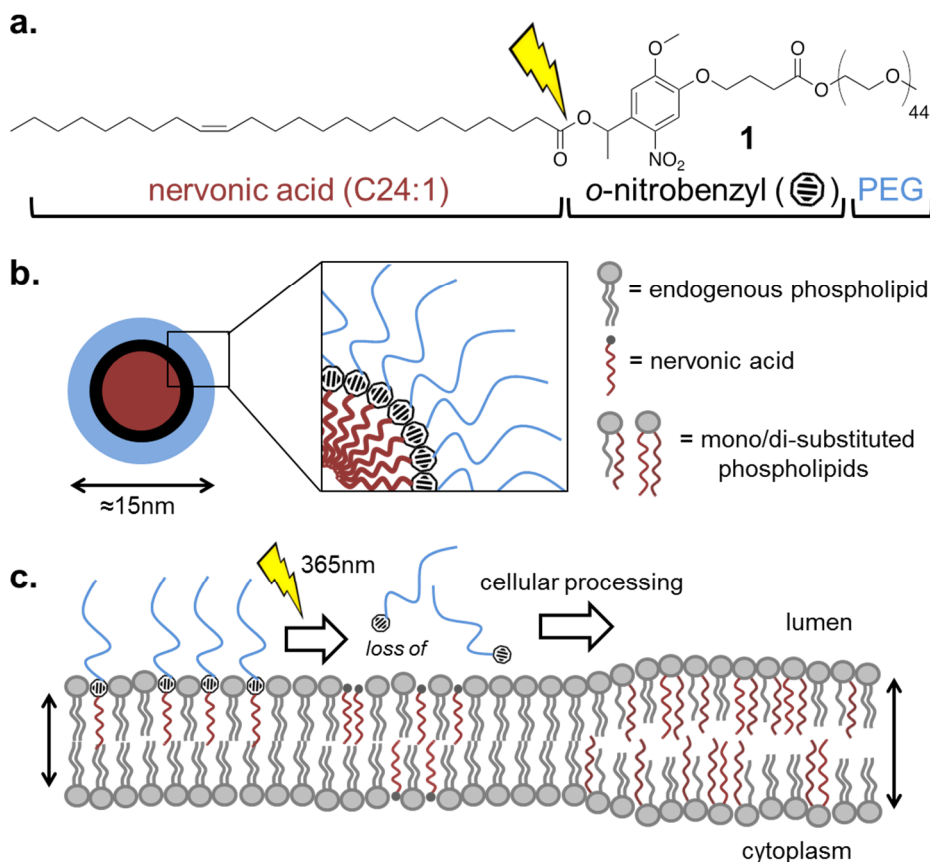 a.
O
O
O
O
O
O
O
NO2
1
44
nervonic acid (C24:1)
o-nitrobenzyl ( )
PEG
b.
≈15nm
= endogenous phospholipid
= nervonic acid
= mono/di-substituted
phospholipids
c.
365nm
loss of
cellular processing
lumen
cytoplasm